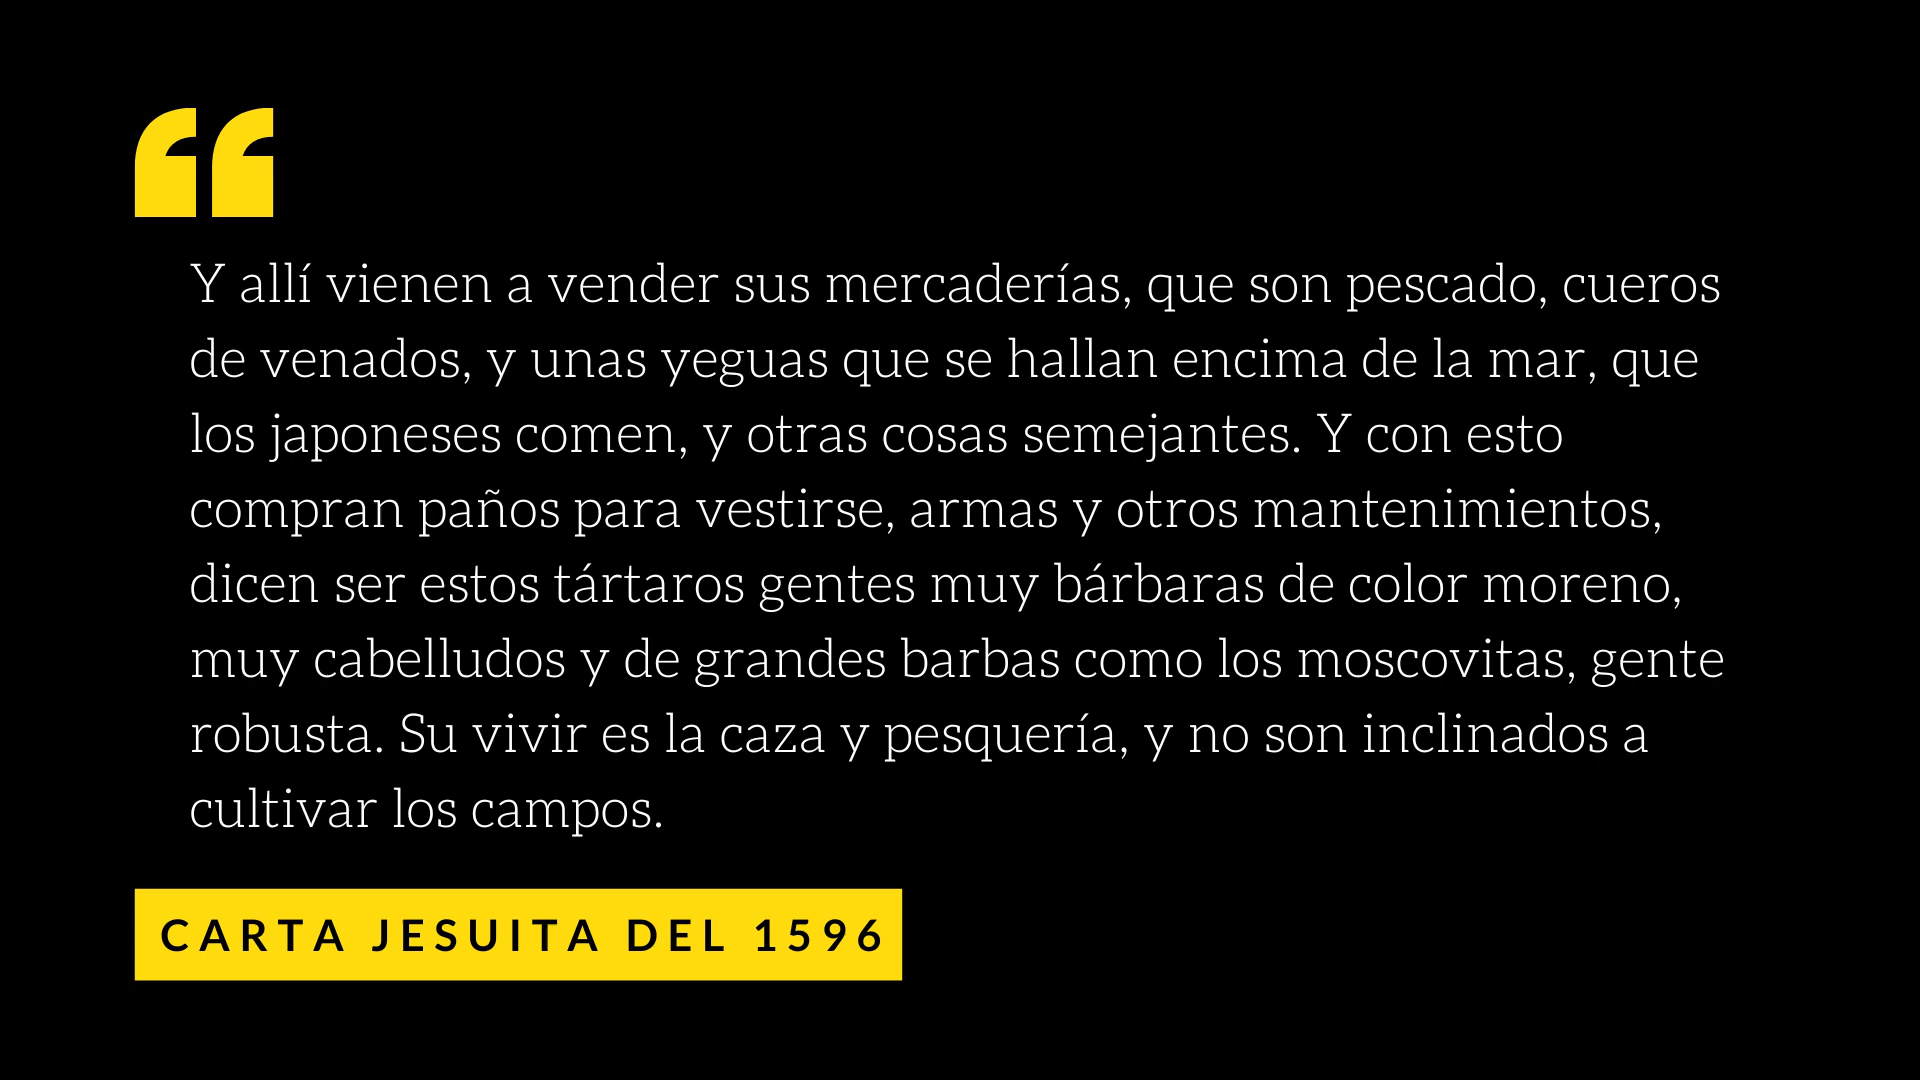 “
Y allí vienen a vender sus mercaderías, que son pescado, cueros
de venados, y unas yeguas que se hallan encima de la mar, que
los japoneses comen, y otras cosas semejantes. Y con esto
compran paños para vestirse, armas y otros mantenimientos,
dicen ser estos tártaros gentes muy bárbaras de color moreno,
muy cabelludos y de grandes barbas como los moscovitas, gente
robusta. Su vivir es la caza y pesquería, y no son inclinados a
cultivar los campos.
CARTA JESUITA DEL 1596